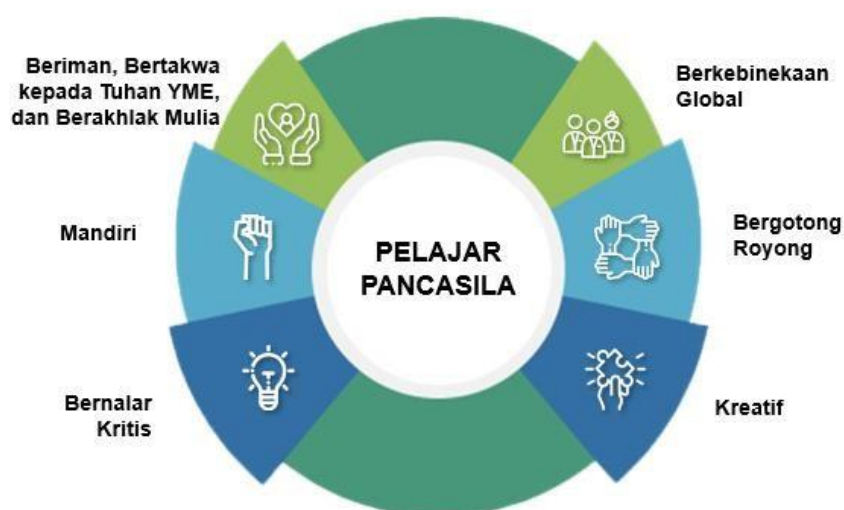 Beriman, Bertakwa
kepada Tuhan YME,
dan Berakhlak Mulia
Berkebinekaan
Global
Mandiri
PELAJAR
PANCASILA
Bergotong
Royong
Bernalar
Kritis
Kreatif